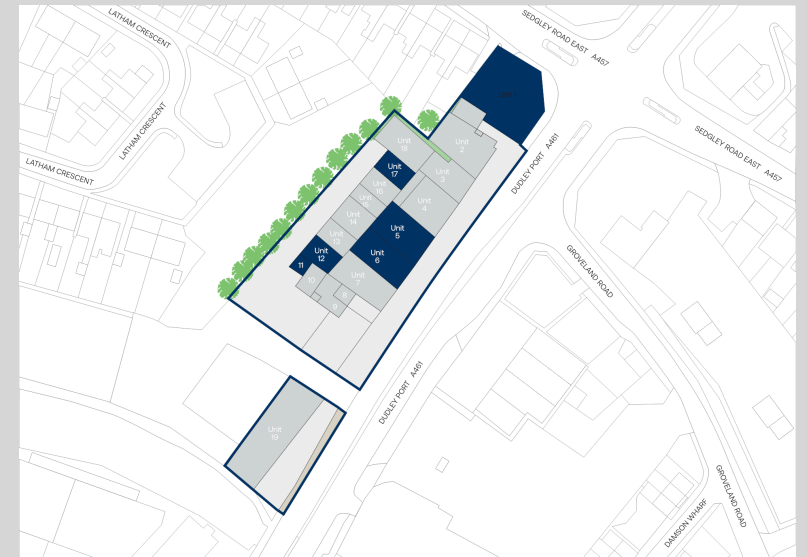 LATHAM CRESCENT
SEDGLEY ROAD EAST A457
LATHAM CRESCENT
SEDGLEY ROAD EAST A457
DUDLEY PORT A461
LATHAM CRESCENT
Unit
18
Unit
2
Unit
17
Unit
3
Unit
16
Unit
15
Unit
4
Unit
14
Unit
5
Unit
13
Unit
12
Unit
6
11
10
Unit
7
8
9
GROVELAND ROAD
DUDLEY PORT A461
Unit
19
GROVELAND ROAD
DAMSON WHARF